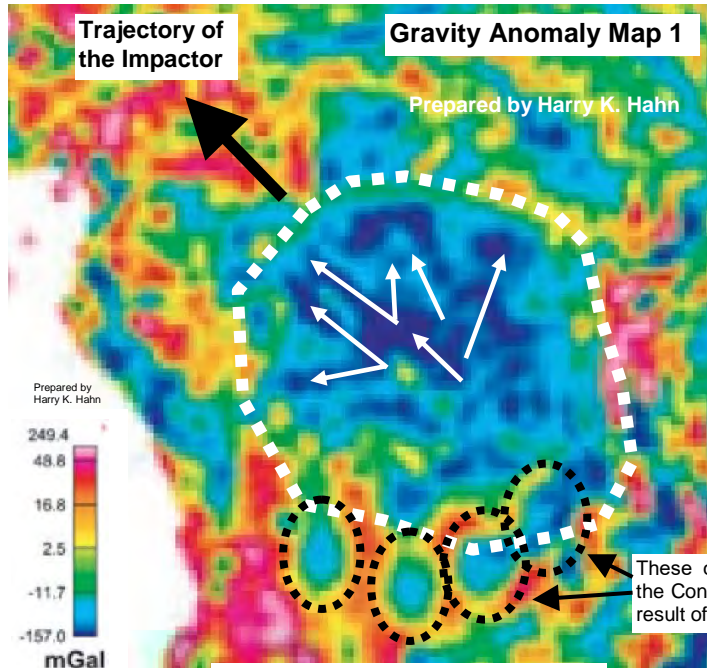 Trajectory of
the Impactor
Gravity Anomaly Map 1
Prepared by Harry K. Hahn
Prepared by
Harry K. Hahn
249.4
48.8
16.8
2.5
-11.7
-157.0
mGal
These
the Con
result of